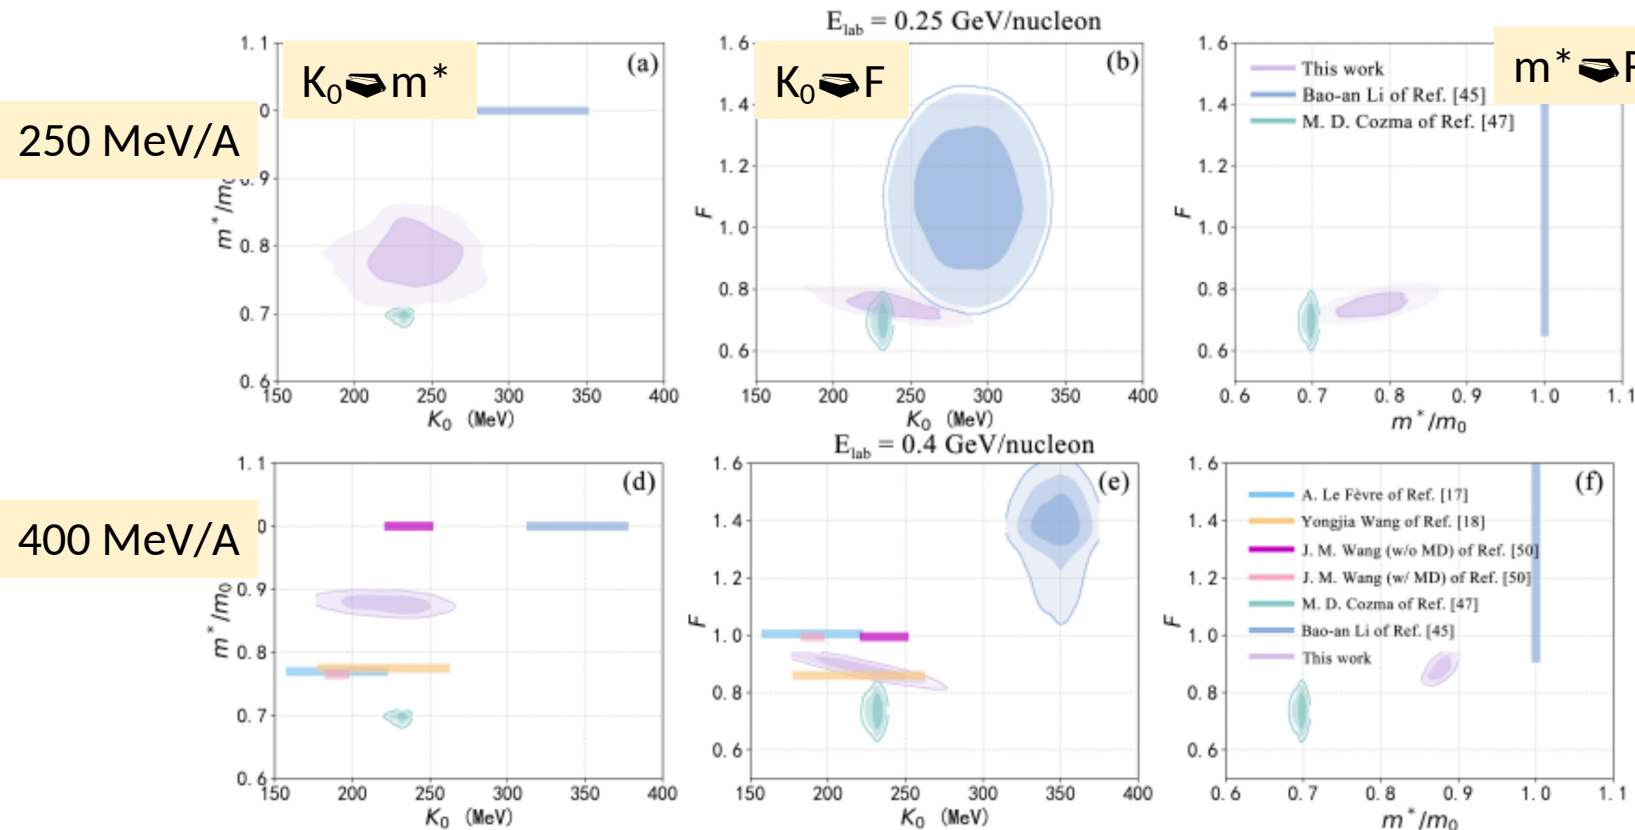 E_lab = 0.25 GeV/nucleon
K₀ m*
K₀ F
m* F
250 MeV/A
(a)
1.1
0
0.9
0.8
0.7
0.6
m*/m₀
150 200 250 300 350 400
K₀ (MeV)
(b)
1.6
1.4
1.2
1.0
0.8
0.6
F
150 200 250 300 350 400
K₀ (MeV)
This work
Bao-an Li of Ref. [45]
M. D. Cozma of Ref. [47]
1.6
1.4
1.2
1.0
0.8
0.6
F
0.6 0.7 0.8 0.9 1.0 1.1
m*/m₀
E_lab = 0.4 GeV/nucleon
400 MeV/A
(d)
1.1
0
0.9
0.8
0.7
0.6
m*/m₀
150 200 250 300 350 400
K₀ (MeV)
(e)
1.6
1.4
1.2
1.0
0.8
0.6
F
150 200 250 300 350 400
K₀ (MeV)
(f)
A. Le Fèvre of Ref. [17]
Yongjia Wang of Ref. [18]
J. M. Wang (w/o MD) of Ref. [50]
J. M. Wang (w/ MD) of Ref. [50]
M. D. Cozma of Ref. [47]
Bao-an Li of Ref. [45]
This work
1.6
1.4
1.2
1.0
0.8
0.6
F
0.6 0.7 0.8 0.9 1.0 1.1
m*/m₀